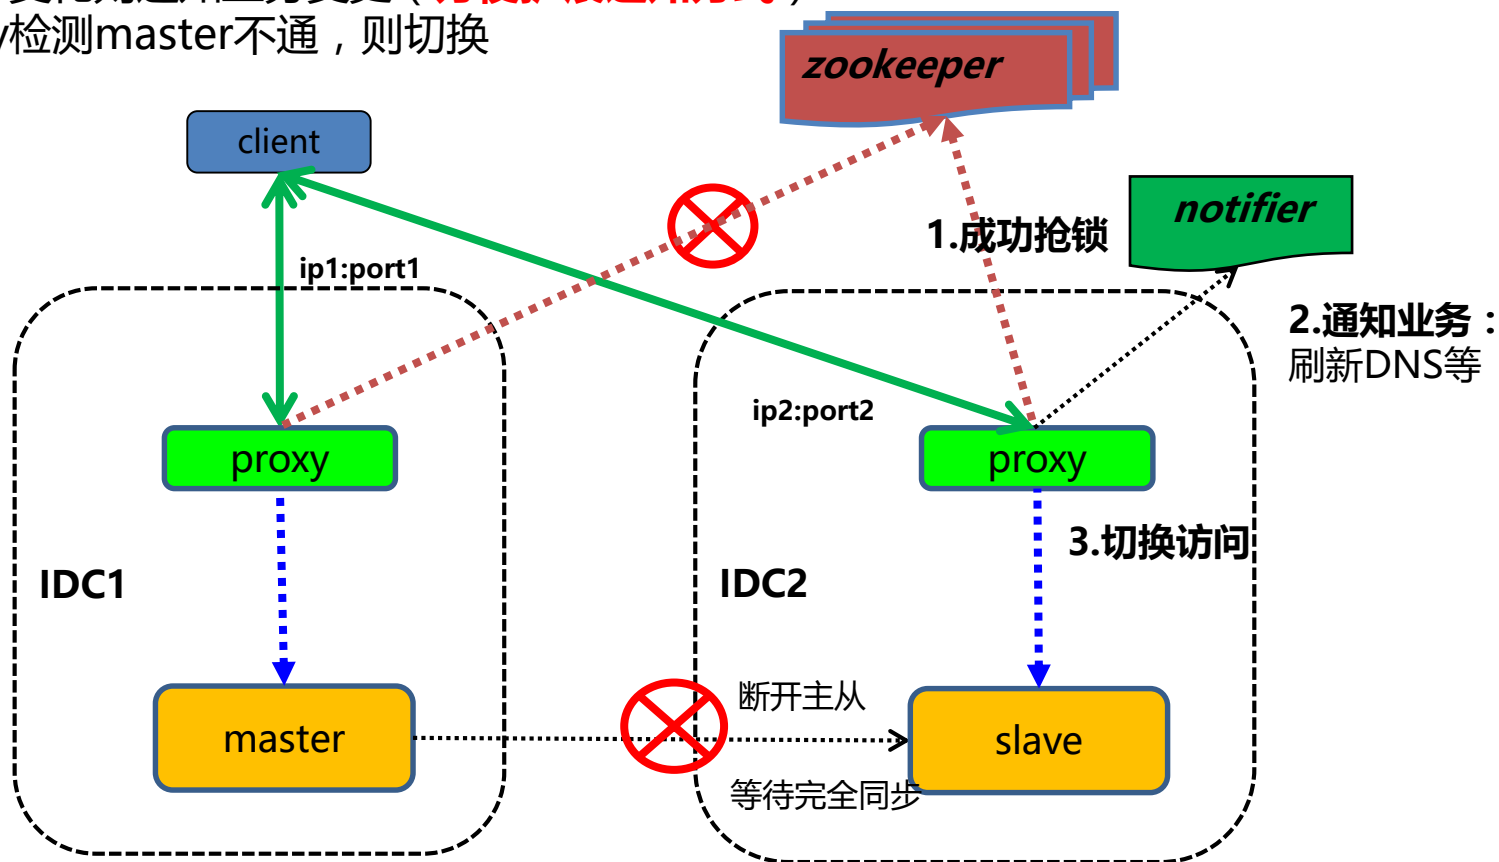 y检测master不通，则切换
zookeeper
client
notifier
1.成功抢锁
ip1:port1
2.通知业务：
刷新DNS等
ip2:port2
proxy
proxy
3.切换访问
IDC1
IDC2
断开主从
master
slave
等待完全同步